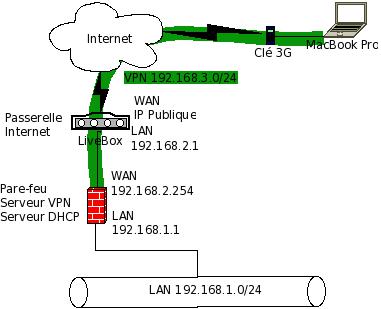 Internet
Clé 3G
MacBook Pro
VPN 192.168.3.0/24
WAN
IP Publique
Passerelle
Internet
LiveBox
LAN
192.168.2.1
WAN
192.168.2.254
Pare-feu
Serveur VPN
Serveur DHCP
LAN
192.168.1.1
LAN 192.168.1.0/24